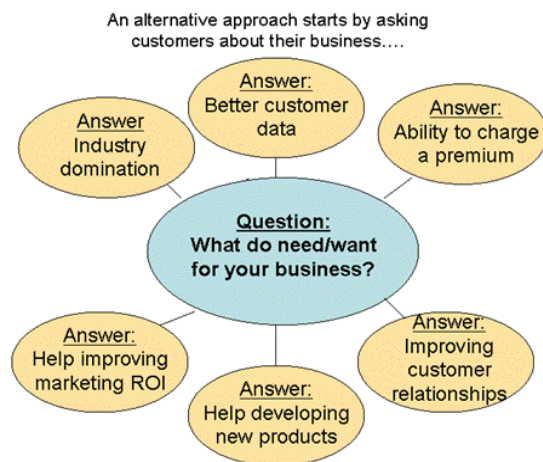 An alternative approach starts by asking
customers about their business....
Answer:
Better customer
data
Answer
Industry
domination
Answer:
Ability to charge
a premium
Question:
What do need/want
for your business?
Answer:
Help improving
marketing ROI
Answer:
Help developing
new products
Answer:
Improving
customer
relationships